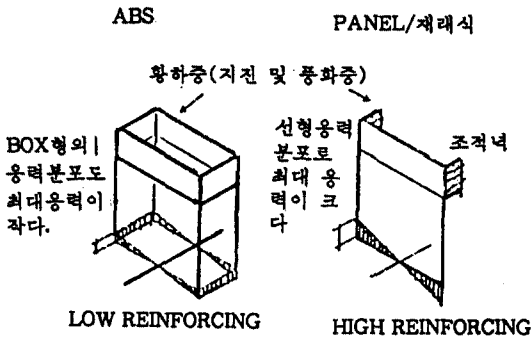 ABS
PANEL/재래식
횡하중(지진 및 풍화중)
BOX형의
응력분포도
최대응력이
작다.
선형응력
분포로
최대 응
력이 크
다
조적벽
LOW REINFORCING
HIGH REINFORCING